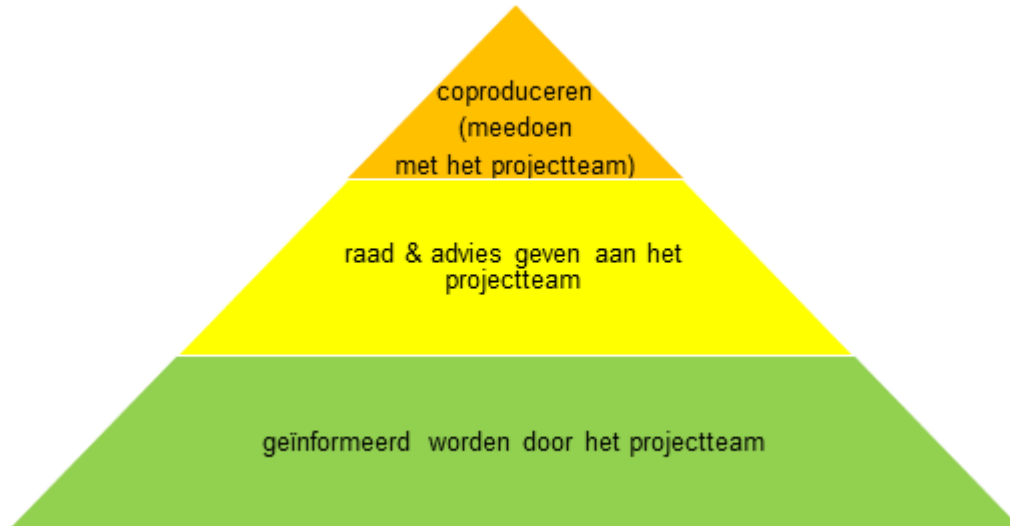 coproduceren
(meedoen
met het projectteam)
raad & advies geven aan het
projectteam
geïnformeerd worden door het projectteam